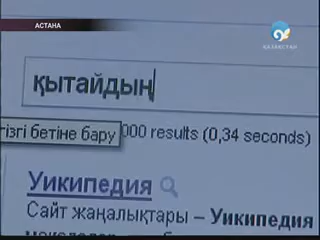 АСТАНА
ҚАЗАҚСТАН
қытайдың
гізгі бетіне бару
000 results (0,34 seconds)
Уикипедия
Сайт жаңалықтары – Уикипедия